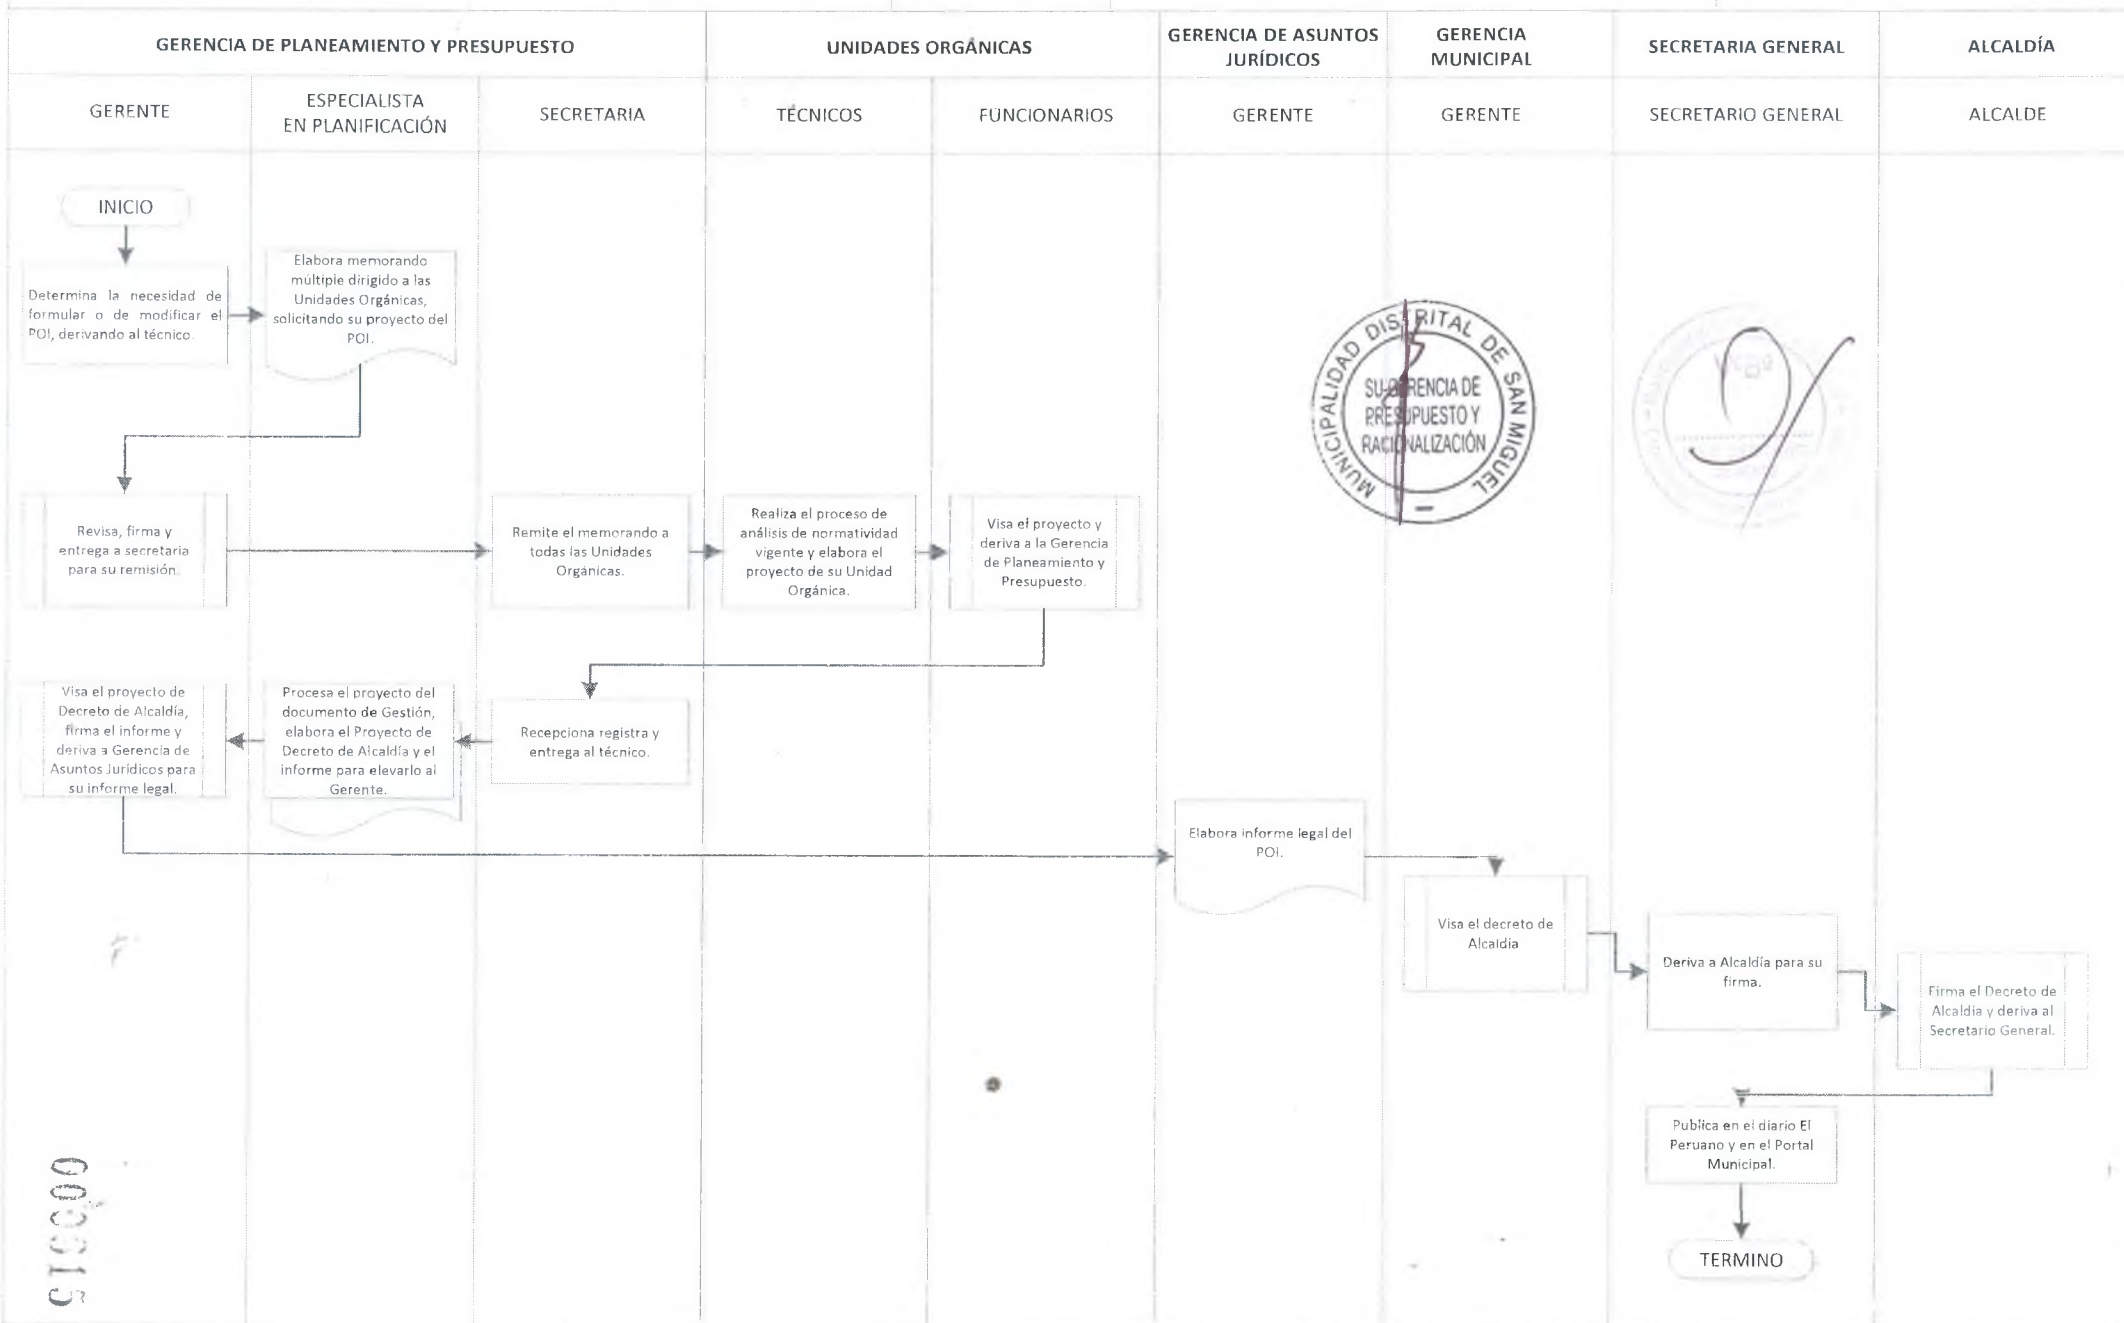 GERENCIA DE PLANEAMIENTO Y PRESUPUESTO
UNIDADES ORGÁNICAS
GERENCIA DE ASUNTOS
JURÍDICOS
GERENCIA
MUNICIPAL
SECRETARIA GENERAL
ALCALDÍA
GERENTE
ESPECIALISTA
EN PLANIFICACIÓN
SECRETARIA
TÉCNICOS
FUNCIONARIOS
GERENTE
GERENTE
SECRETARIO GENERAL
ALCALDE
INICIO
Determina la necesidad de
formular o de modificar el
POI, derivando al técnico.
Elabora memorando
múltiple dirigido a las
Unidades Orgánicas,
solicitando su proyecto del
POI.
MUNICIPALIDAD DISTRITAL DE SAN MIGUEL
SU GERENCIA DE
PRESUPUESTO Y
RACIONALIZACIÓN
Revisa, firma y
entrega a secretaria
para su remisión.
Remite el memorando a
todas las Unidades
Orgánicas.
Realiza el proceso de
análisis de normatividad
vigente y elabora el
proyecto de su Unidad
Orgánica.
Visa el proyecto y
deriva a la Gerencia
de Planeamiento y
Presupuesto.
Visa el proyecto de
Decreto de Alcaldía,
firma el informe y
deriva a Gerencia de
Asuntos Jurídicos para
su informe legal.
Procesa el proyecto del
documento de Gestión,
elabora el Proyecto de
Decreto de Alcaldía y el
informe para elevarlo al
Gerente.
Recepciona registra y
entrega al técnico.
Elabora informe legal del
POI.
Visa el decreto de
Alcaldía
Deriva a Alcaldía para su
firma.
Firma el Decreto de
Alcaldía y deriva al
Secretario General.
Publica en el diario El
Peruano y en el Portal
Municipal.
TERMINO